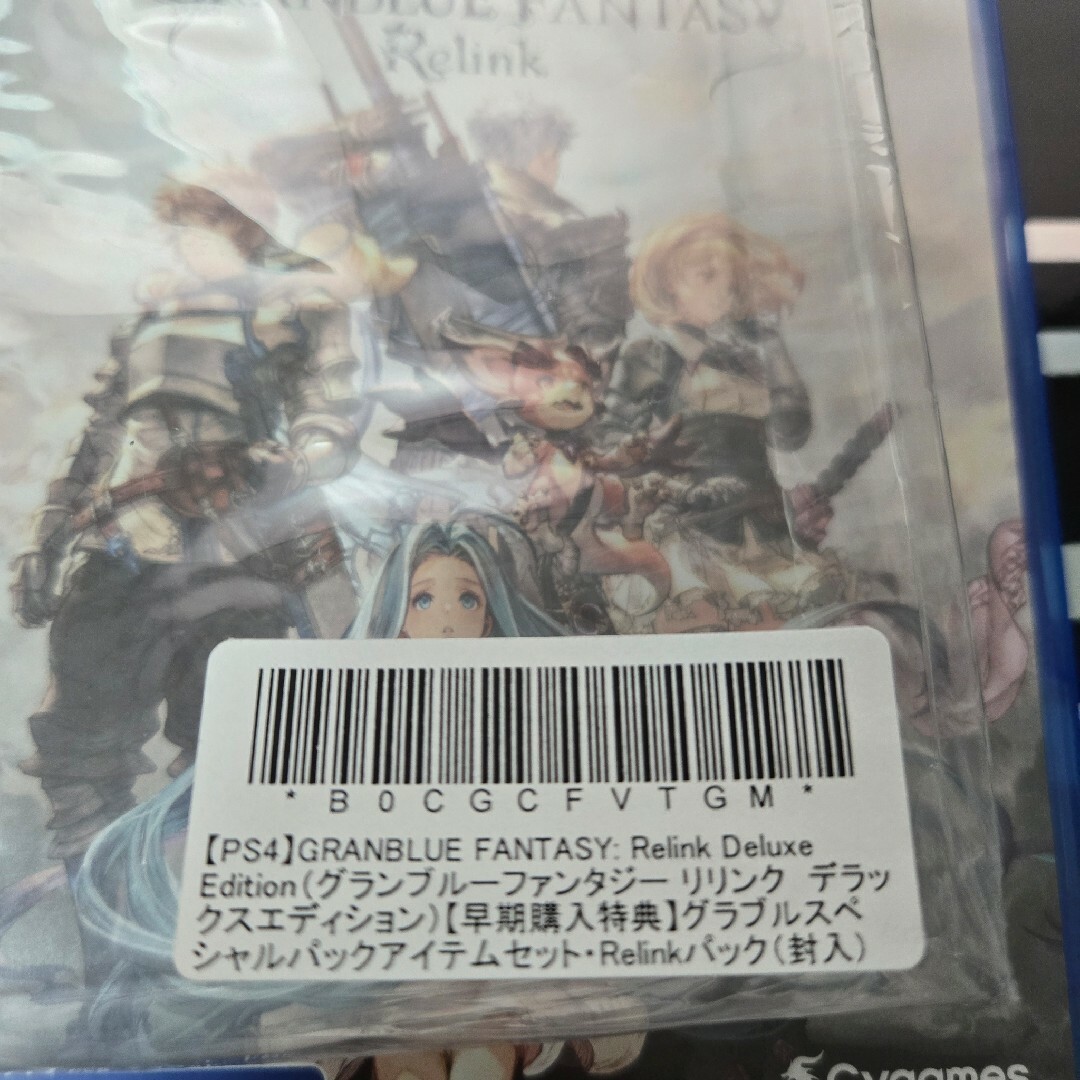 GRANBLUE FANTASY
Relink
*B0CGCFVTGM*
【PS4】GRANBLUE FANTASY: Relink Deluxe
Edition(グランブルーファンタジー リリンク デラッ
クスエディション)【早期購入特典】グラブルスペ
シャルパックアイテムセット・Relinkパック(封入)
Cygames